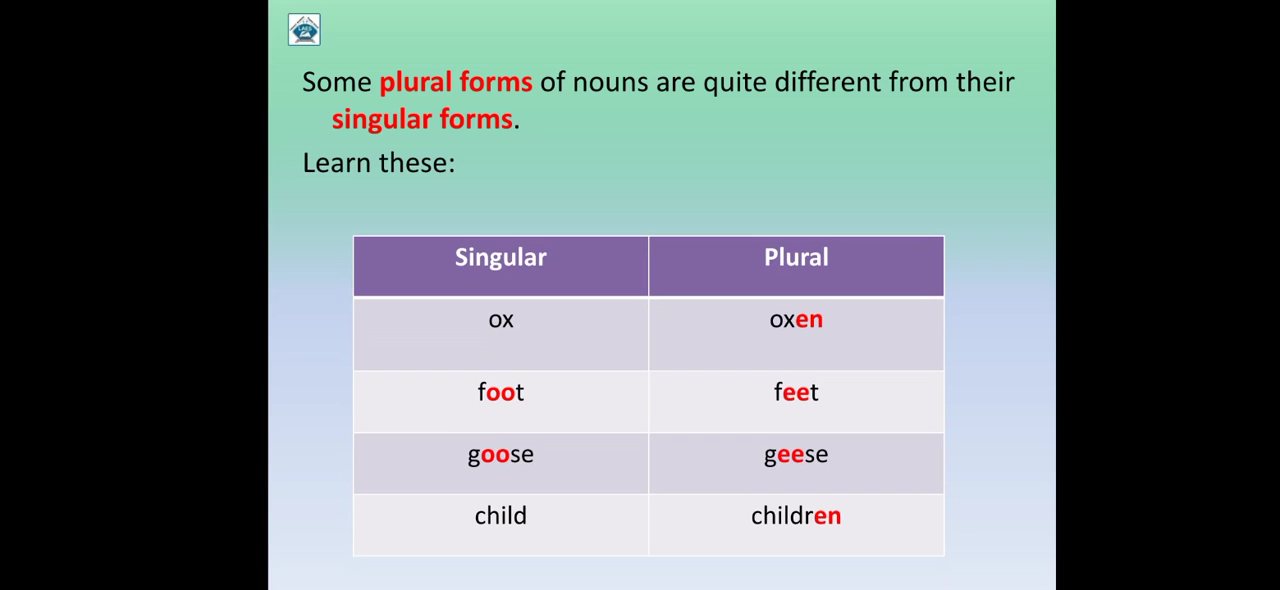 Some plural forms of nouns are quite different from their
singular forms.
Learn these:
Singular Plural
ox oxen
foot feet
goose geese
child children